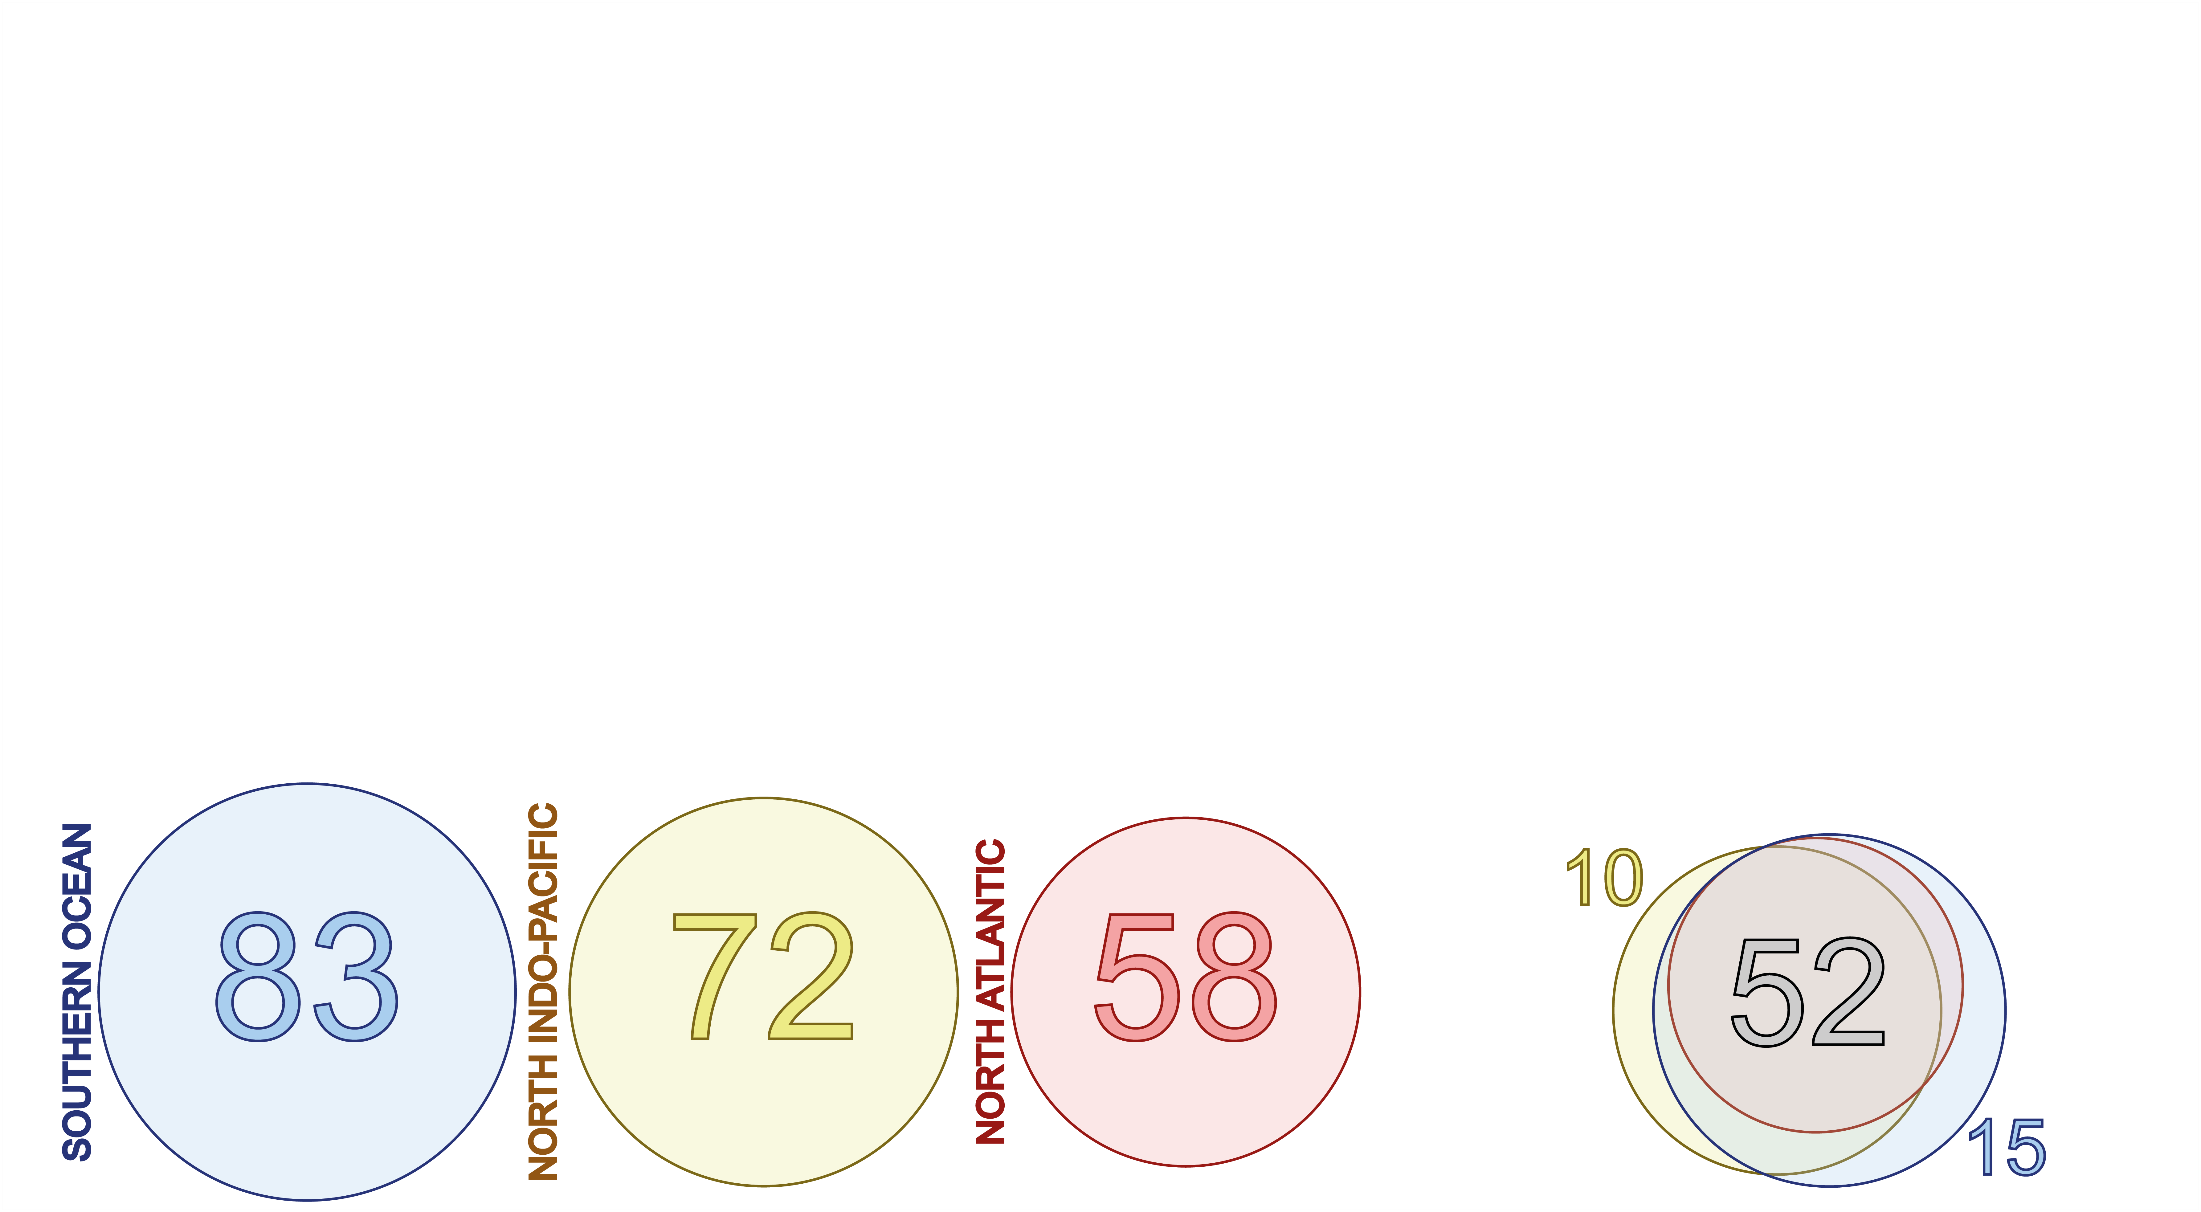 SOUTHERN OCEAN
83
NORTH INDO-PACIFIC
72
NORTH ATLANTIC
58
10
52
15